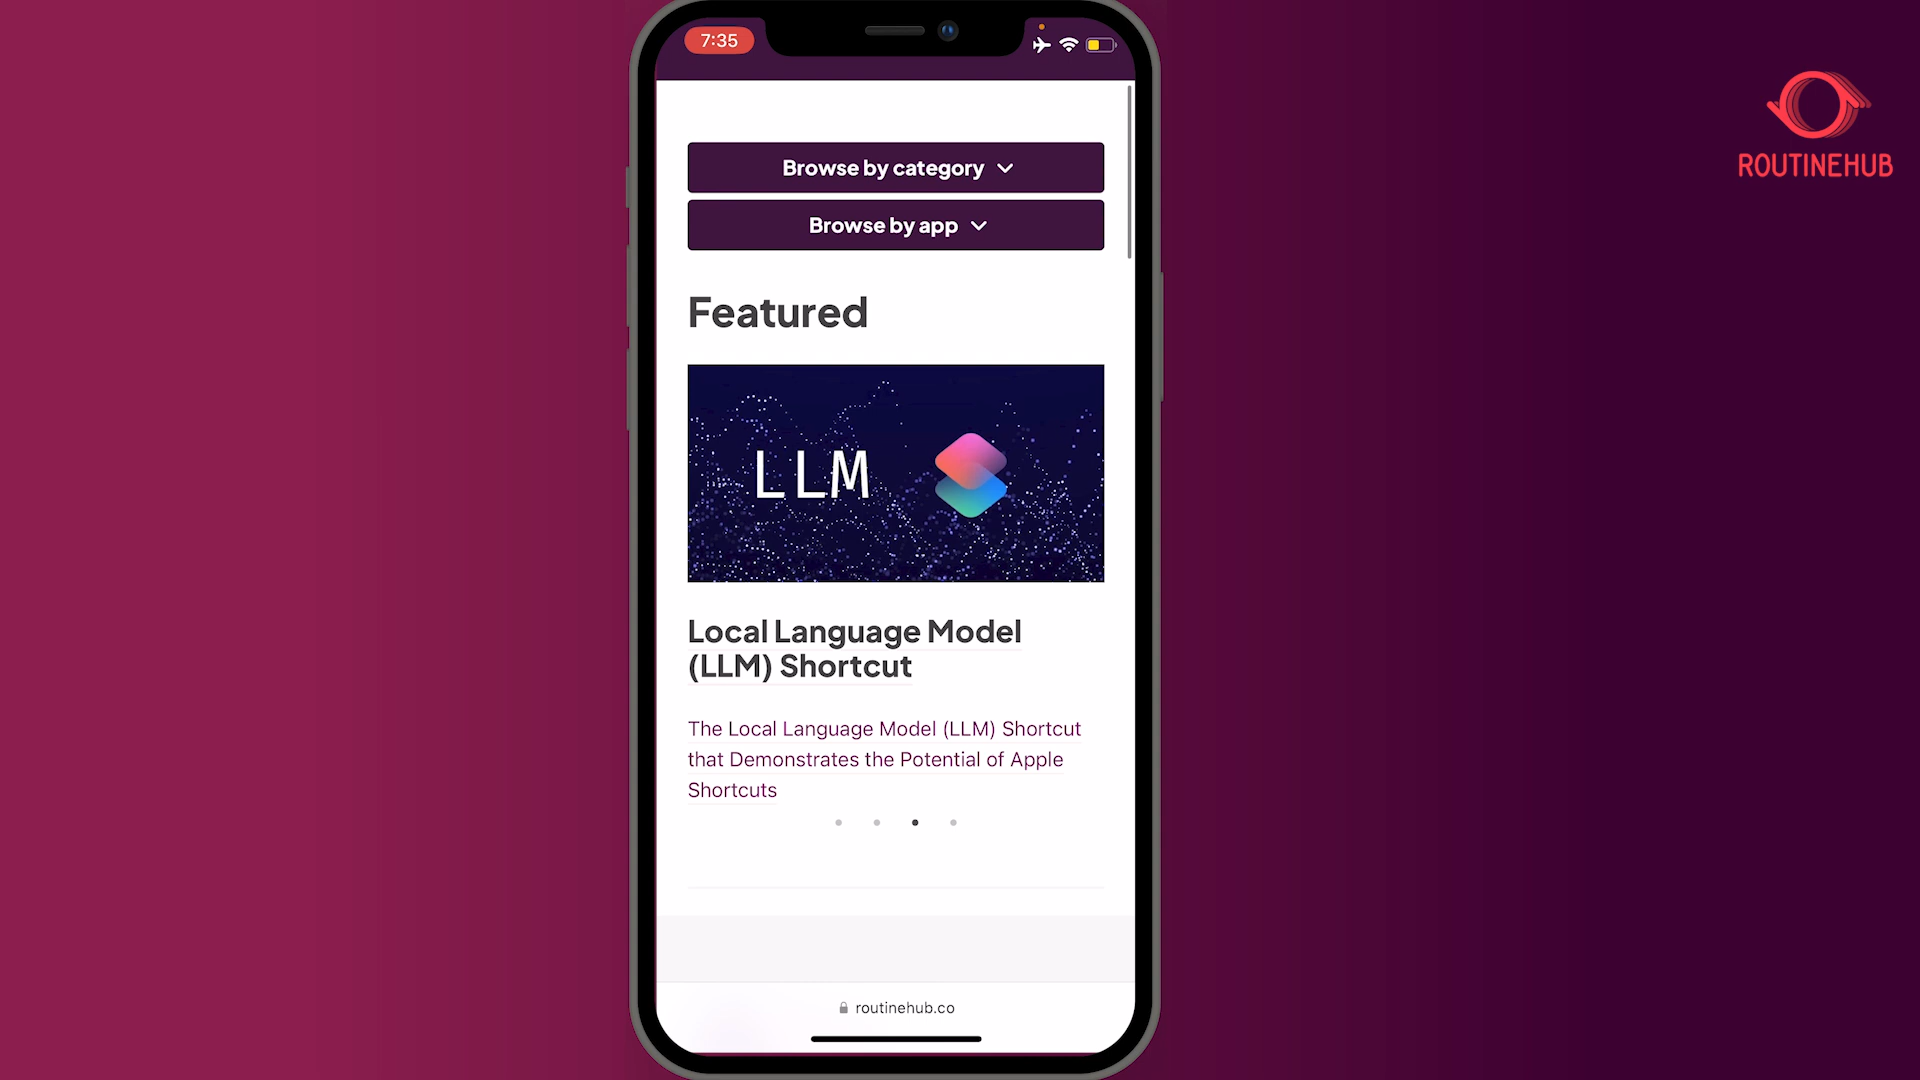 7:35
ROUTINEHUB
Browse by category
Browse by app
Featured
LLM
Local Language Model
(LLM) Shortcut
The Local Language Model (LLM) Shortcut
that Demonstrates the Potential of Apple
Shortcuts
routinehub.co